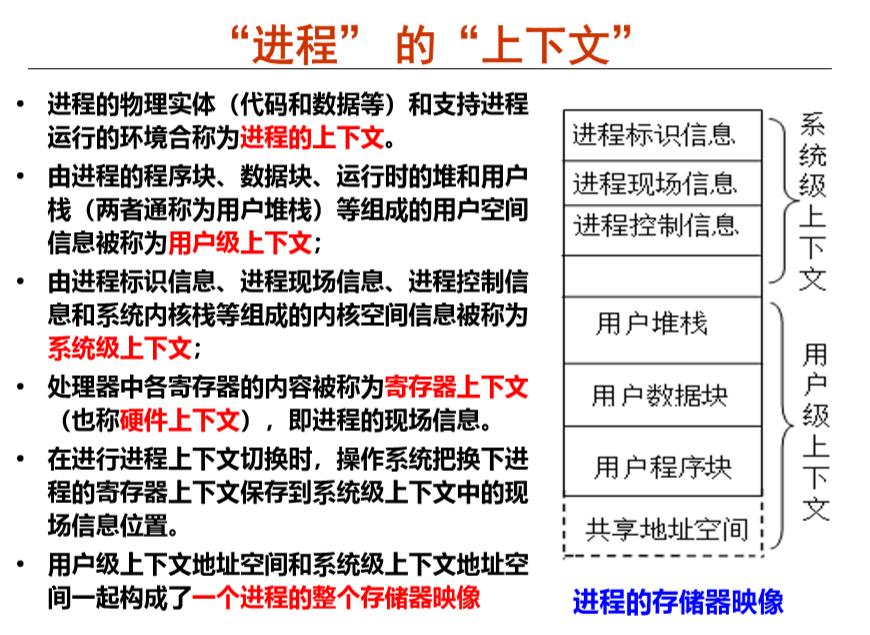 “进程” 的“上下文”
• 进程的物理实体（代码和数据等）和支持进程
运行的环境合称为进程的上下文。
• 由进程的程序块、数据块、运行时的堆和用户
栈（两者通称为用户堆栈）等组成的用户空间
信息被称为用户级上下文；
• 由进程标识信息、进程现场信息、进程控制信
息和系统内核栈等组成的内核空间信息被称为
系统级上下文；
• 处理器中各寄存器的内容被称为寄存器上下文
（也称硬件上下文），即进程的现场信息。
• 在进行进程上下文切换时，操作系统把换下进
程的寄存器上下文保存到系统级上下文中的现
场信息位置。
• 用户级上下文地址空间和系统级上下文地址空
间一起构成了一个进程的整个存储器映像
进程标识信息
进程现场信息
进程控制信息
用户堆栈
用户数据块
用户程序块
共享地址空间
系统级上下文
用户级上下文
进程的存储器映像